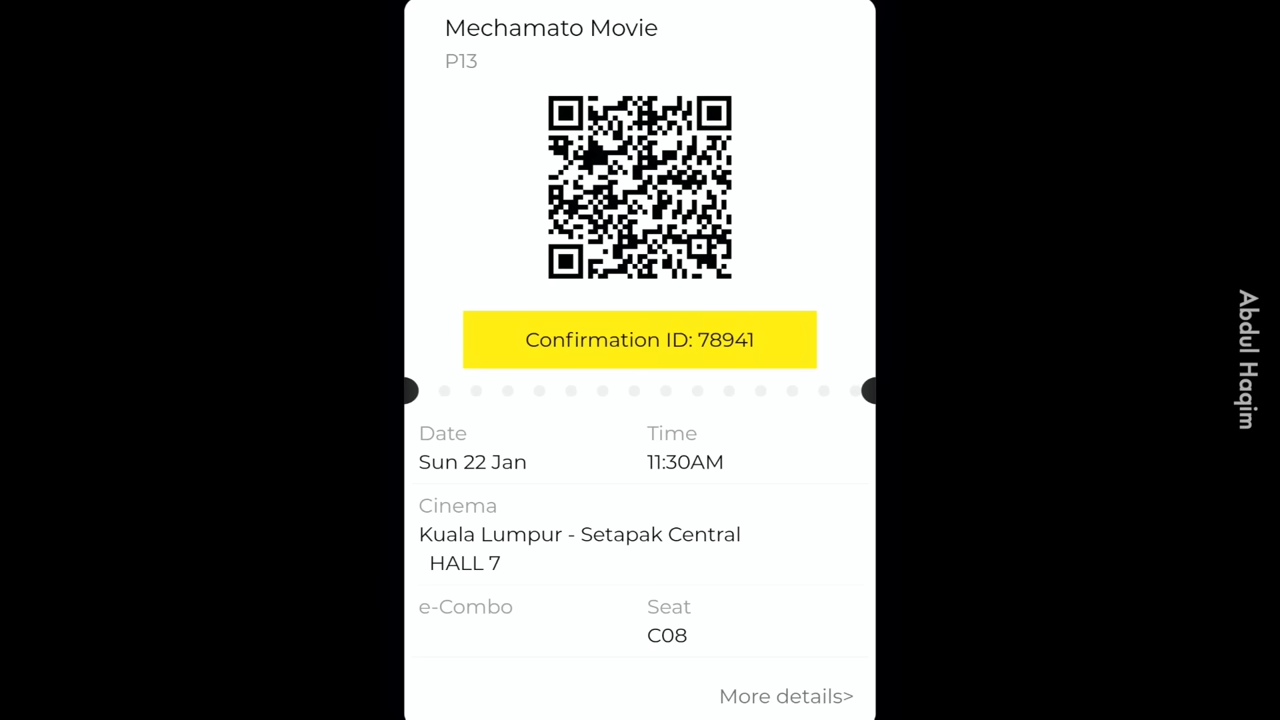 Mechamato Movie
P13
Confirmation ID: 78941
Date
Time
Sun 22 Jan
11:30AM
Cinema
Kuala Lumpur - Setapak Central
HALL 7
e-Combo
Seat
C08
More details>
Abdul Haqim